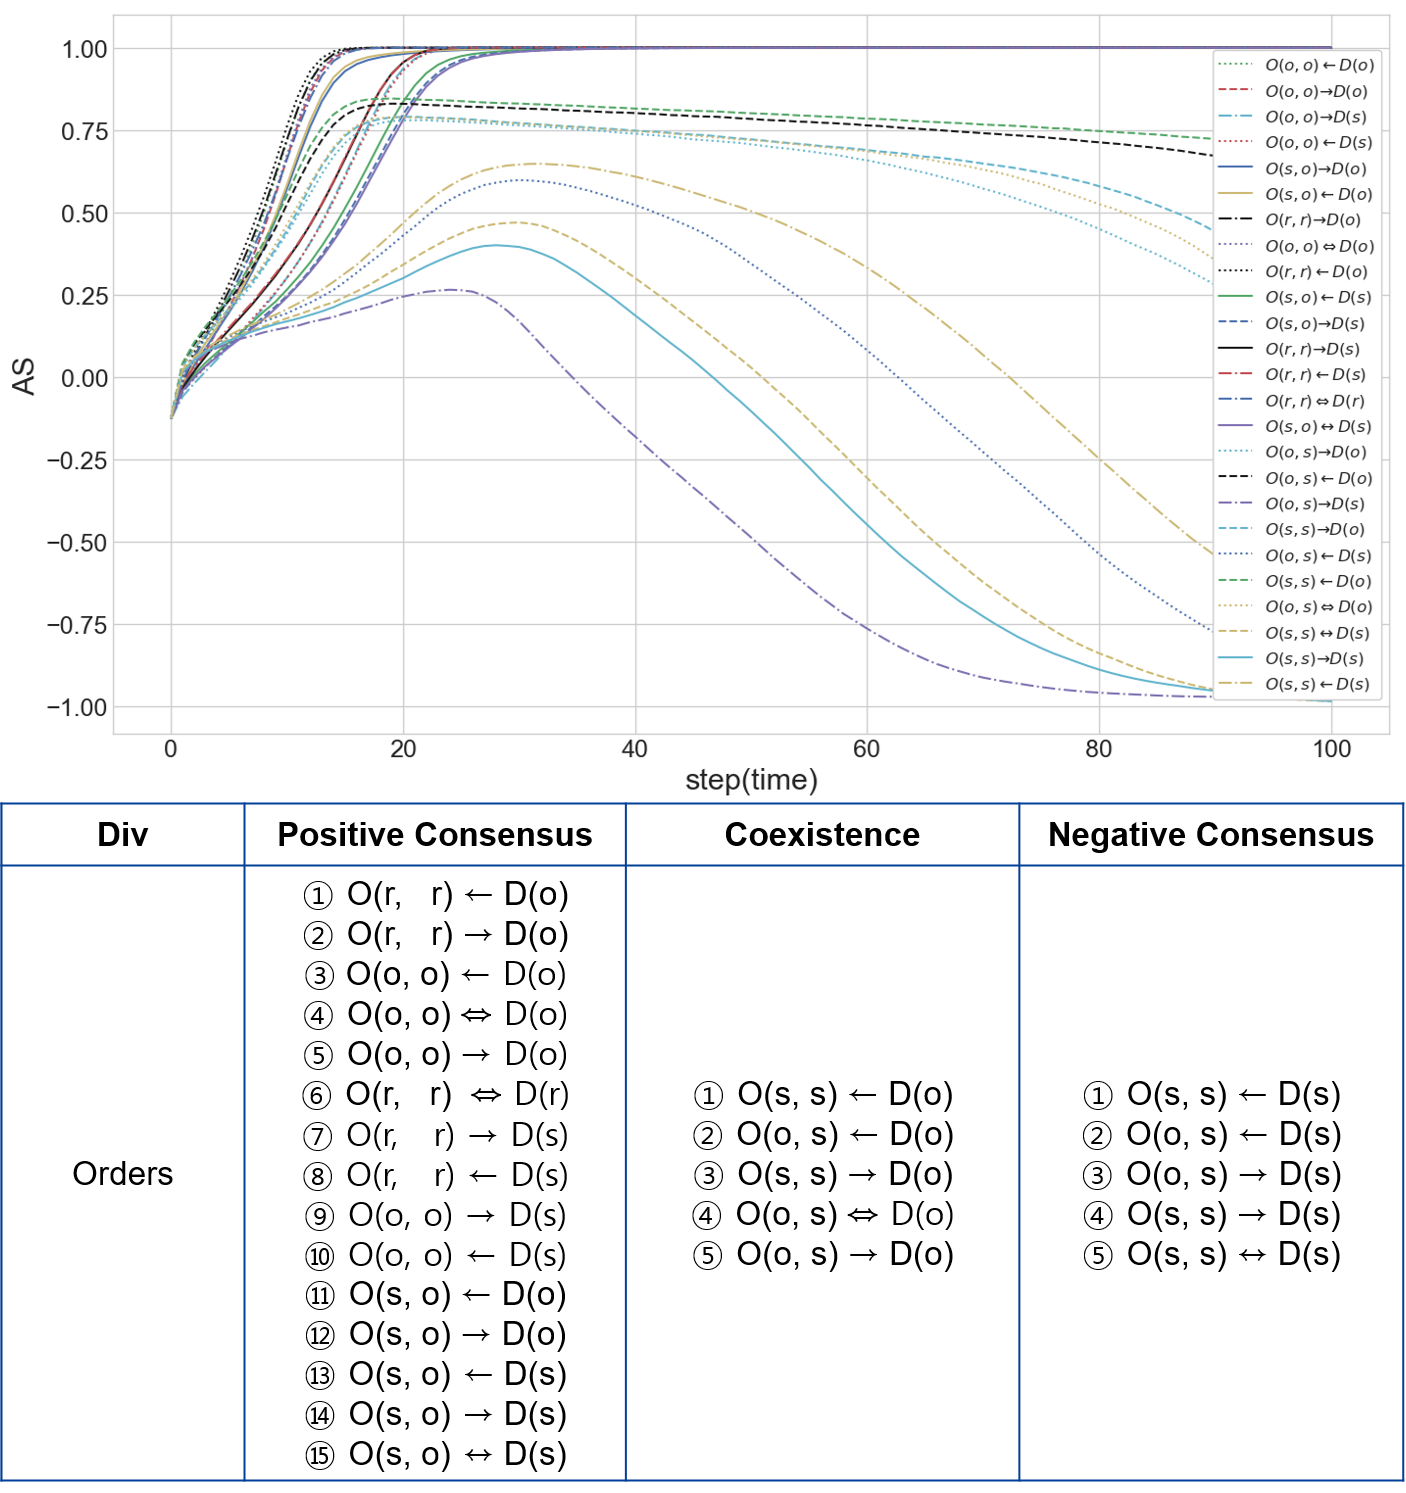 1.00
0.75
0.50
0.25
0.00
−0.25
−0.50
−0.75
−1.00
AS
0 20 40 60 80 100
step(time)
O(o, o)←D(o)
O(o, o)→D(o)
O(o, o)→D(s)
O(o, o)←D(s)
O(s, o)→D(o)
O(s, o)←D(o)
O(r, r)→D(o)
O(o, o)⇔D(o)
O(r, r)←D(o)
O(s, o)←D(s)
O(s, o)→D(s)
O(r, r)→D(s)
O(r, r)←D(s)
O(r, r)⇔D(r)
O(s, o)↔D(s)
O(o, s)→D(o)
O(o, s)←D(o)
O(o, s)→D(s)
O(s, s)→D(o)
O(o, s)←D(s)
O(s, s)←D(o)
O(o, s)⇔D(o)
O(s, s)↔D(s)
O(s, s)→D(s)
O(s, s)←D(s)
Div Positive Consensus Coexistence Negative Consensus
Orders
① O(r, r) ← D(o)
② O(r, r) → D(o)
③ O(o, o) ← D(o)
④ O(o, o) ⇔ D(o)
⑤ O(o, o) → D(o)
⑥ O(r, r) ⇔ D(r)
⑦ O(r, r) → D(s)
⑧ O(r, r) ← D(s)
⑨ O(o, o) → D(s)
⑩ O(o, o) ← D(s)
⑪ O(s, o) ← D(o)
⑫ O(s, o) → D(o)
⑬ O(s, o) ← D(s)
⑭ O(s, o) → D(s)
⑮ O(s, o) ↔ D(s)
① O(s, s) ← D(o)
② O(o, s) ← D(o)
③ O(s, s) → D(o)
④ O(o, s) ⇔ D(o)
⑤ O(o, s) → D(o)
① O(s, s) ← D(s)
② O(o, s) ← D(s)
③ O(o, s) → D(s)
④ O(s, s) → D(s)
⑤ O(s, s) ↔ D(s)